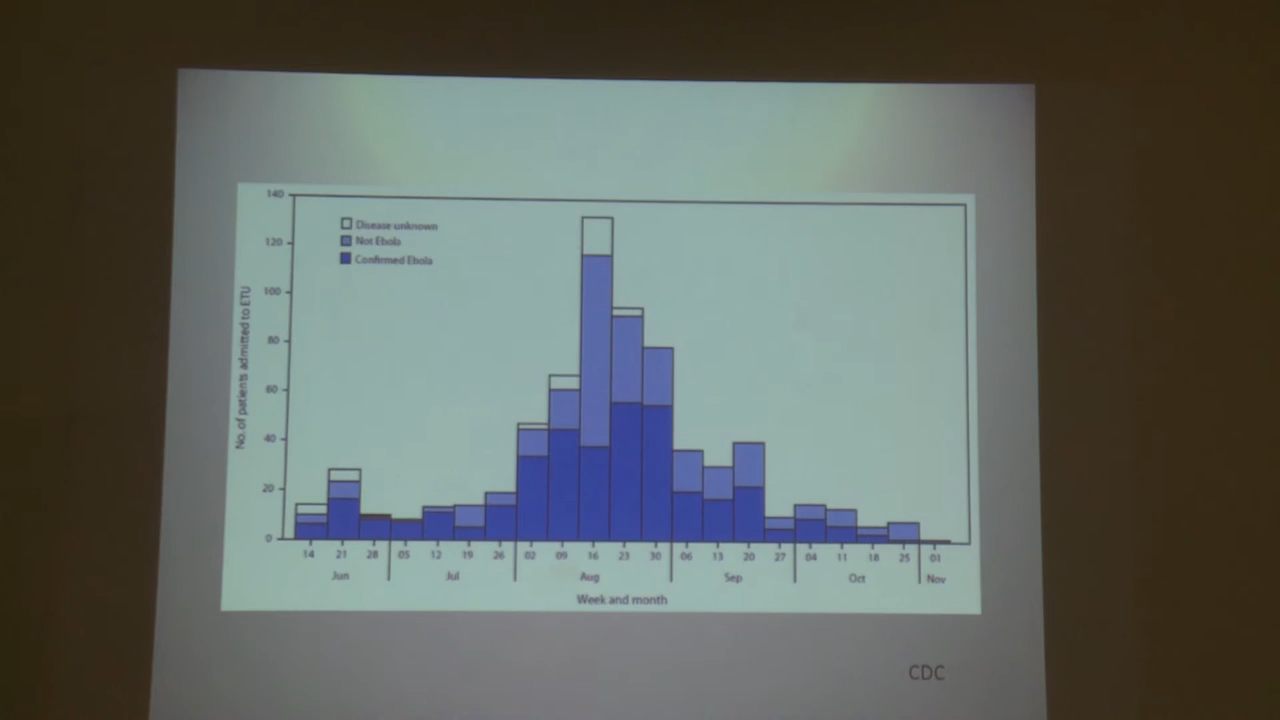 140
120
100
80
60
40
20
0
No. of patients admitted to ETU
Disease unknown
Not Ebola
Confirmed Ebola
14 21 28 05 12 19 26 02 09 16 23 30 06 13 20 27 04 11 18 25 01
Jun Jul Aug Sep Oct Nov
Week and month
CDC